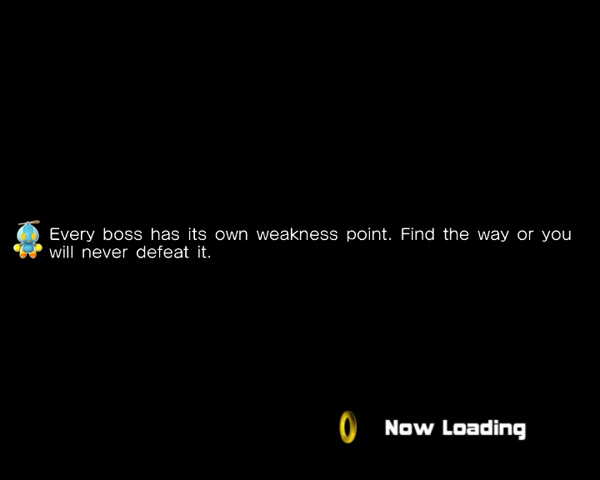 Every boss has its own weakness point. Find the way or you
will never defeat it.
Now Loading